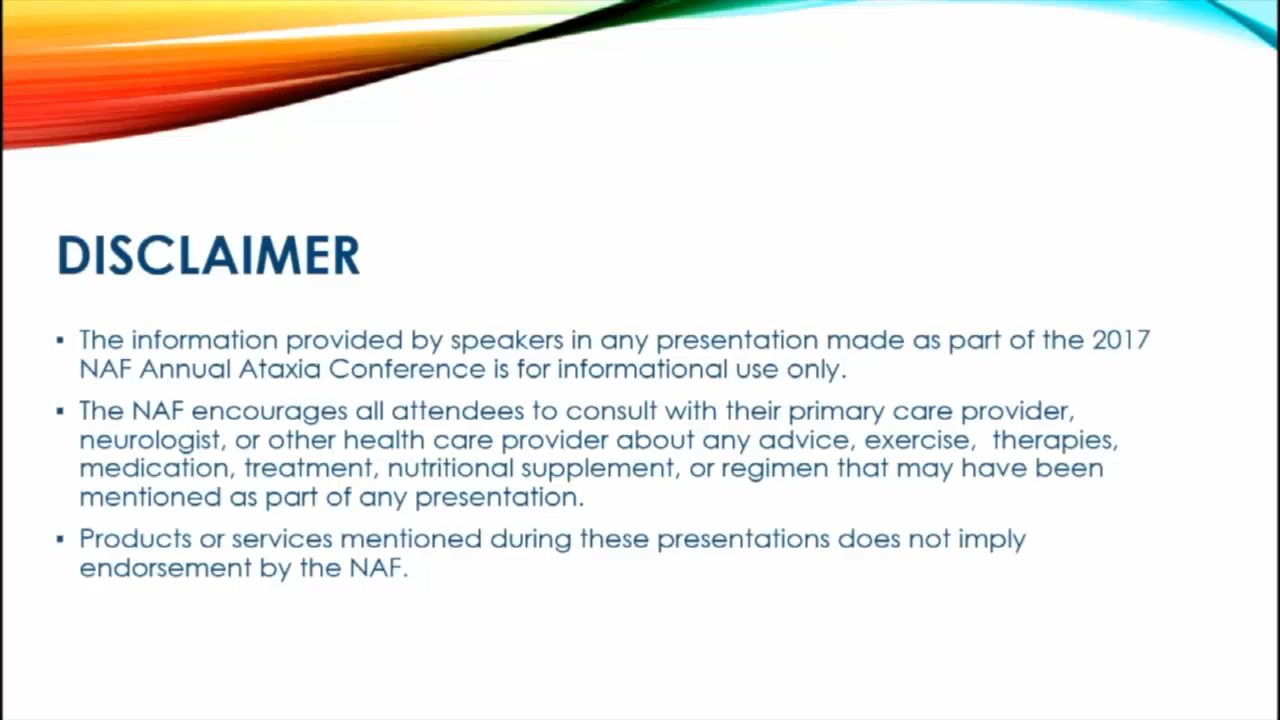 DISCLAIMER
▪ The information provided by speakers in any presentation made as part of the 2017
NAF Annual Ataxia Conference is for informational use only.
▪ The NAF encourages all attendees to consult with their primary care provider,
neurologist, or other health care provider about any advice, exercise,  therapies,
medication, treatment, nutritional supplement, or regimen that may have been
mentioned as part of any presentation.
▪ Products or services mentioned during these presentations does not imply
endorsement by the NAF.